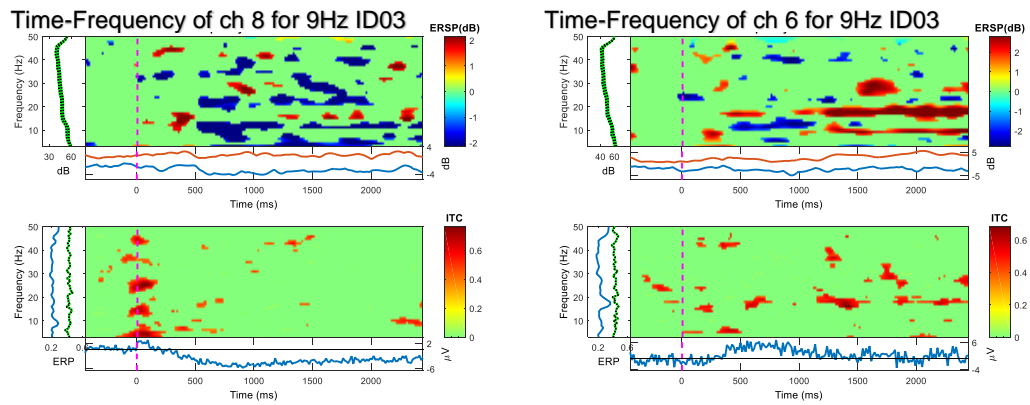 Time-Frequency of ch 8 for 9Hz ID03
ERSP(dB)
50
40
30
20
10
Frequency (Hz)
2
1
0
-1
-2
30 60
dB
4
-4
dB
0 500 1000 1500 2000
Time (ms)
ITC
50
40
30
20
10
Frequency (Hz)
0.6
0.4
0.2
0
0.2 0.
ERP
2
-6
μV
0 500 1000 1500 2000
Time (ms)
Time-Frequency of ch 6 for 9Hz ID03
ERSP(dB)
50
40
30
20
10
Frequency (Hz)
2
0
-2
40 60
dB
5
-5
dB
0 500 1000 1500 2000
Time (ms)
ITC
50
40
30
20
10
Frequency (Hz)
0.6
0.4
0.2
0
0.2 0.6
ERP
6
-4
μV
0 500 1000 1500 2000
Time (ms)